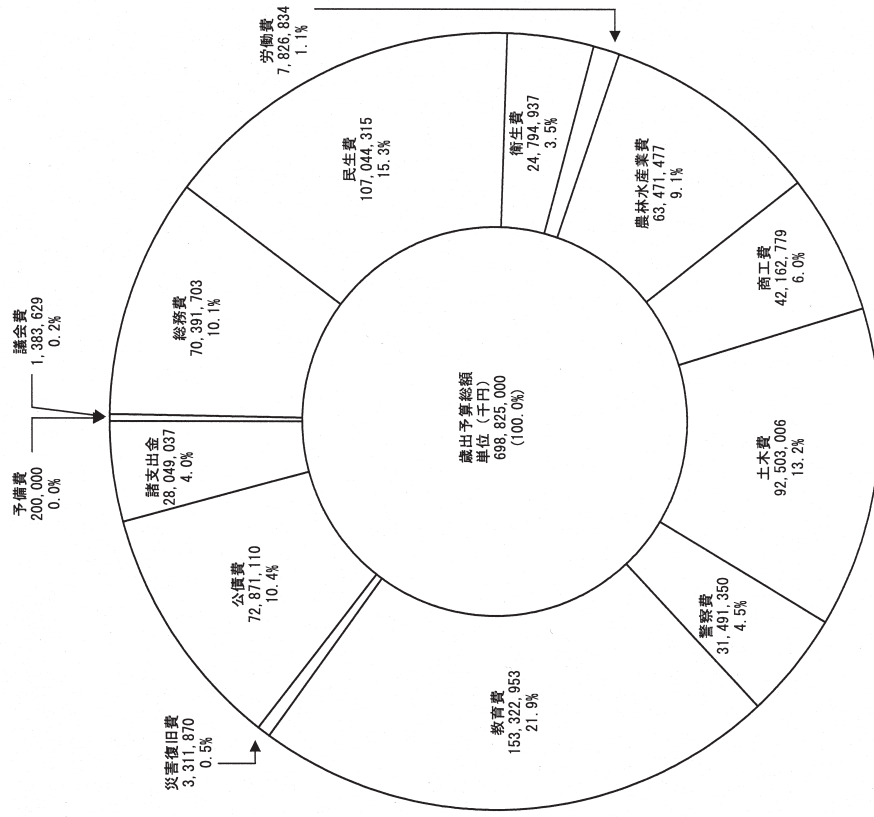 歳出予算総額
単位（千円）
698,825,000
(100.0%)
議会費
1,383,629
0.2%
総務費
70,391,703
10.1%
民生費
107,044,315
15.3%
衛生費
24,794,937
3.5%
労働費
7,826,834
1.1%
農林水産業費
63,471,477
9.1%
商工費
42,162,779
6.0%
土木費
92,503,006
13.2%
警察費
31,491,350
4.5%
教育費
153,322,953
21.9%
災害復旧費
3,311,870
0.5%
公債費
72,871,110
10.4%
諸支出金
28,049,037
4.0%
予備費
200,000
0.0%